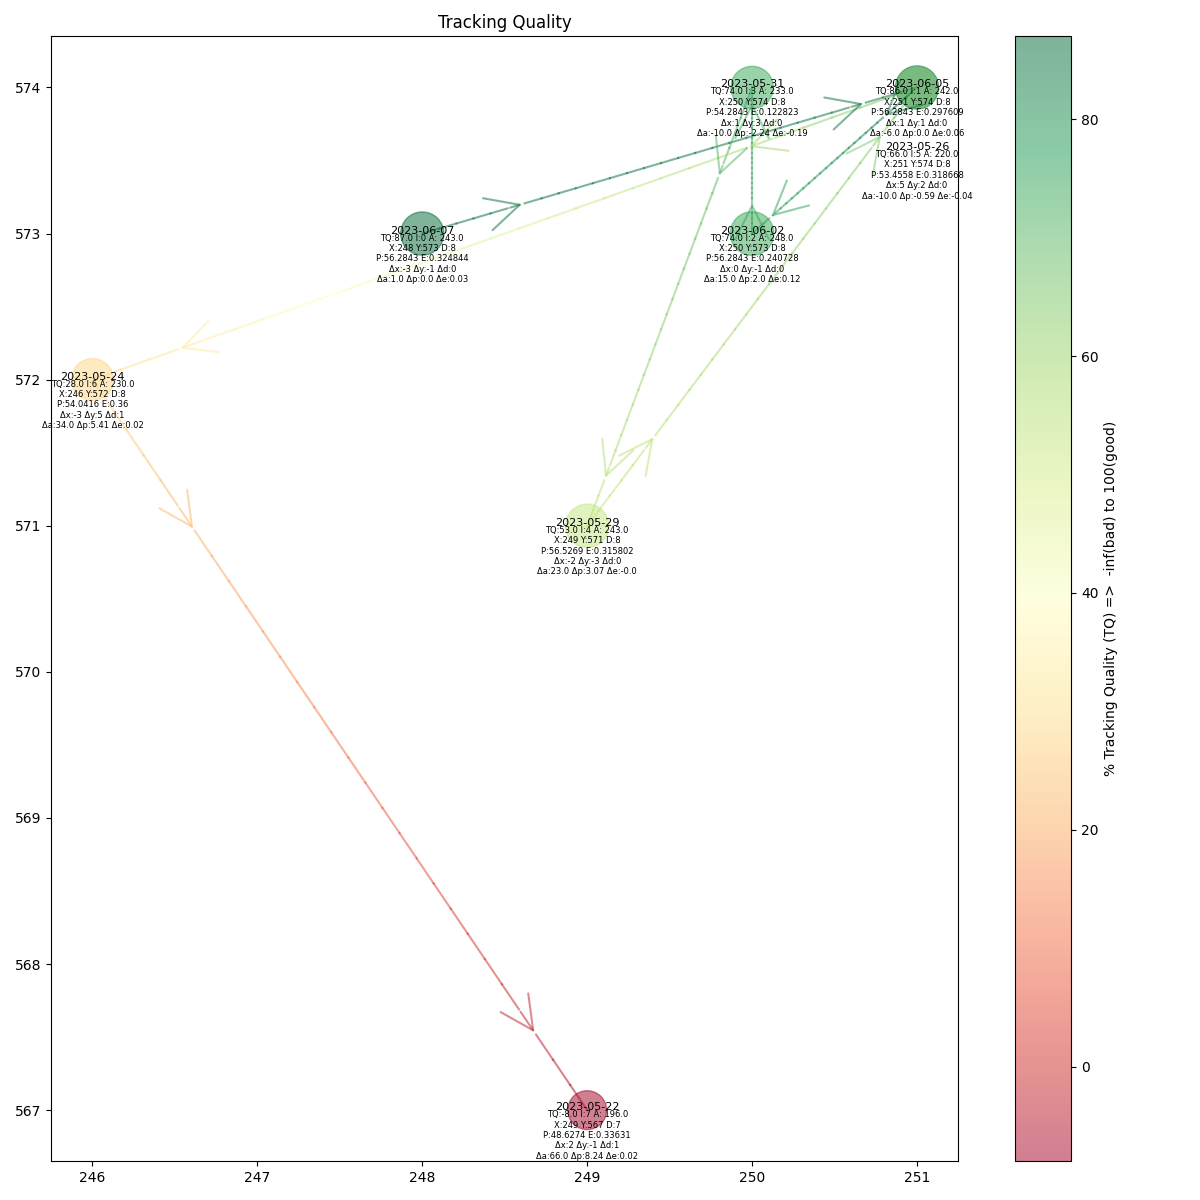 Tracking Quality
574
573
572
571
570
569
568
567
246
247
248
249
250
251
2023-05-31
TQ:74.0 I:3 A: 233.0
X:250 Y:574 D:8
P:54.2843 E:0.122823
Δx:1 Δy:3 Δd:0
Δa:-10.0 Δp:-2.24 Δe:-0.19
2023-06-05
TQ:86.0 I:1 A: 242.0
X:251 Y:574 D:8
P:56.2843 E:0.297609
Δx:1 Δy:1 Δd:0
Δa:-6.0 Δp:0.0 Δe:0.06
2023-05-26
TQ:66.0 I:5 A: 220.0
X:251 Y:574 D:8
P:53.4558 E:0.318668
Δx:5 Δy:2 Δd:0
Δa:-10.0 Δp:-0.59 Δe:-0.04
2023-06-07
TQ:87.0 I:0 A: 243.0
X:248 Y:573 D:8
P:56.2843 E:0.324844
Δx:-3 Δy:-1 Δd:0
Δa:1.0 Δp:0.0 Δe:0.03
2023-06-02
TQ:74.0 I:2 A: 248.0
X:250 Y:573 D:8
P:56.2843 E:0.240728
Δx:0 Δy:-1 Δd:0
Δa:15.0 Δp:2.0 Δe:0.12
2023-05-24
TQ:28.0 I:6 A: 230.0
X:246 Y:572 D:8
P:54.0416 E:0.36
Δx:-3 Δy:5 Δd:1
Δa:34.0 Δp:5.41 Δe:0.02
2023-05-29
TQ:53.0 I:4 A: 243.0
X:249 Y:571 D:8
P:56.5269 E:0.315802
Δx:-2 Δy:-3 Δd:0
Δa:23.0 Δp:3.07 Δe:-0.0
2023-05-22
TQ:-8.0 I:7 A: 196.0
X:249 Y:567 D:7
P:48.6274 E:0.33631
Δx:2 Δy:-1 Δd:1
Δa:66.0 Δp:8.24 Δe:0.02
80
60
40
20
0
% Tracking Quality (TQ) => -inf(bad) to 100(good)